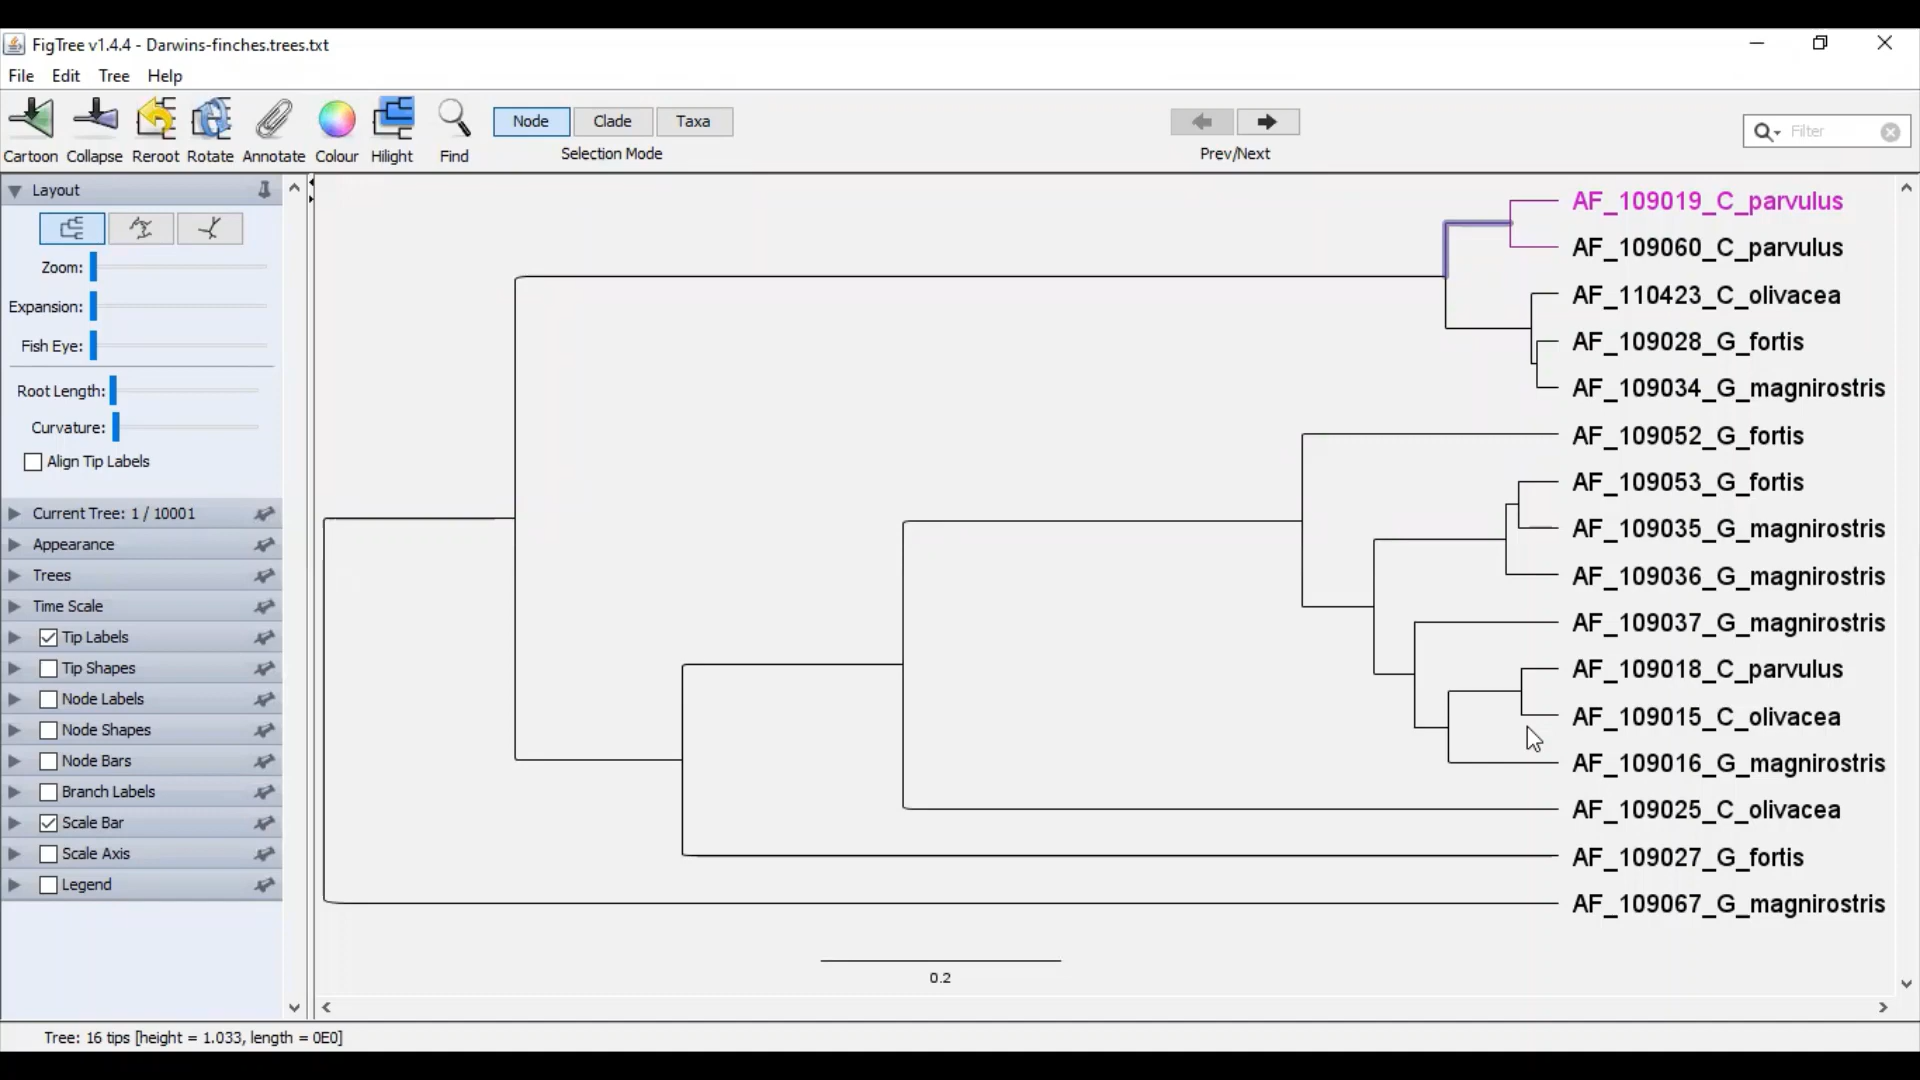 FigTree v1.4.4 - Darwins-finches.trees.txt
File Edit Tree Help
Cartoon Collapse Reroot Rotate Annotate Colour Hilight Find
Node Clade Taxa
Selection Mode
Prev/Next
Filter
Layout
Zoom:
Expansion:
Fish Eye:
Root Length:
Curvature:
Align Tip Labels
Current Tree: 1 / 10001
Appearance
Trees
Time Scale
Tip Labels
Tip Shapes
Node Labels
Node Shapes
Node Bars
Branch Labels
Scale Bar
Scale Axis
Legend
AF_109019_C_parvulus
AF_109060_C_parvulus
AF_110423_C_olivacea
AF_109028_G_fortis
AF_109034_G_magnirostris
AF_109052_G_fortis
AF_109053_G_fortis
AF_109035_G_magnirostris
AF_109036_G_magnirostris
AF_109037_G_magnirostris
AF_109018_C_parvulus
AF_109015_C_olivacea
AF_109016_G_magnirostris
AF_109025_C_olivacea
AF_109027_G_fortis
AF_109067_G_magnirostris
0.2
Tree: 16 tips [height = 1.033, length = 0E0]